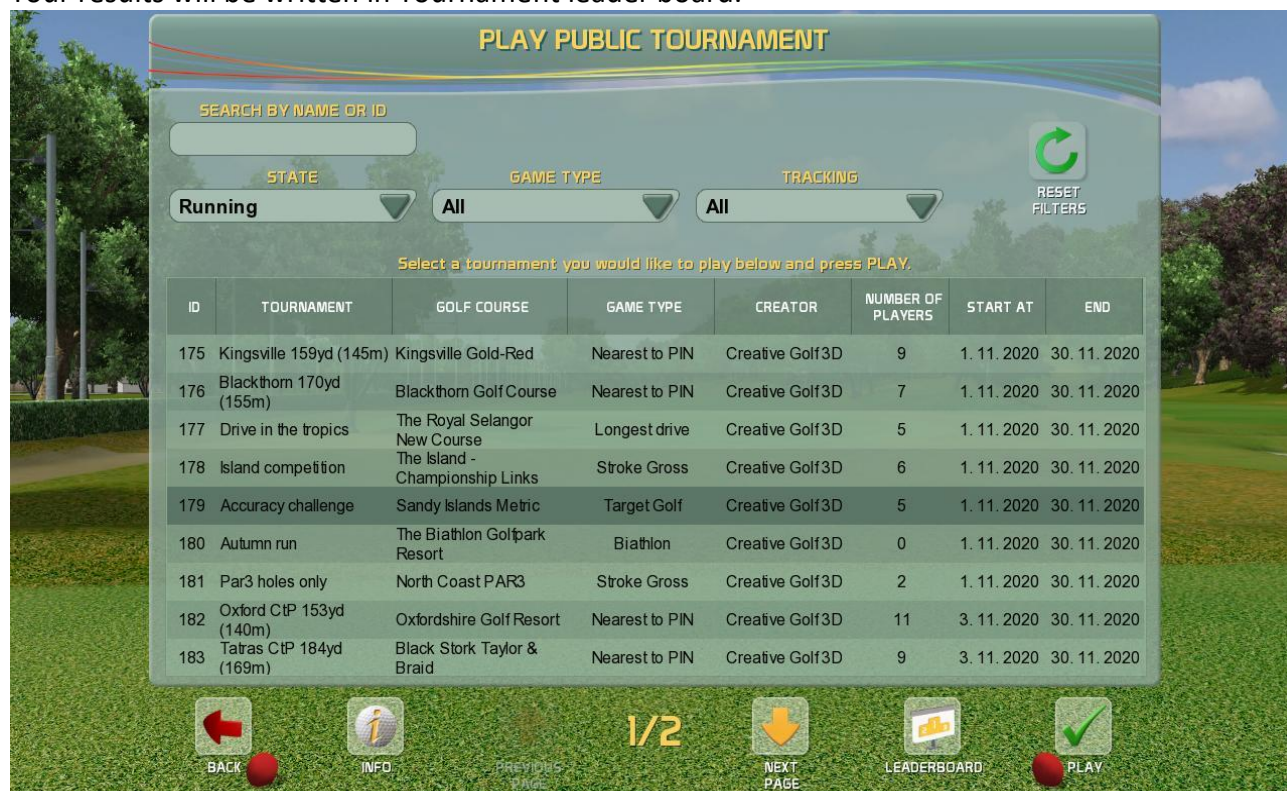 Your results will be written in Tournament leader board.
PLAY PUBLIC TOURNAMENT
SEARCH BY NAME OR ID
STATE GAME TYPE TRACKING
Running All All
RESET
FILTERS
Select a tournament you would like to play below and press PLAY.
ID TOURNAMENT GOLF COURSE GAME TYPE CREATOR NUMBER OF PLAYERS START AT END
175 Kingsville 159yd (145m) Kingsville Gold-Red Nearest to PIN Creative Golf3D 9 1. 11. 2020 30. 11. 2020
176 Blackthorn 170yd (155m) Blackthorn Golf Course Nearest to PIN Creative Golf3D 7 1. 11. 2020 30. 11. 2020
177 Drive in the tropics The Royal Selangor New Course Longest drive Creative Golf3D 5 1. 11. 2020 30. 11. 2020
178 Island competition The Island - Championship Links Stroke Gross Creative Golf3D 6 1. 11. 2020 30. 11. 2020
179 Accuracy challenge Sandy Islands Metric Target Golf Creative Golf3D 5 1. 11. 2020 30. 11. 2020
180 Autumn run The Biathlon Golfpark Resort Biathlon Creative Golf3D 0 1. 11. 2020 30. 11. 2020
181 Par3 holes only North Coast PAR3 Stroke Gross Creative Golf3D 2 1. 11. 2020 30. 11. 2020
182 Oxford CtP 153yd (140m) Oxfordshire Golf Resort Nearest to PIN Creative Golf3D 11 3. 11. 2020 30. 11. 2020
183 Tatras CtP 184yd (169m) Black Stork Taylor & Braid Nearest to PIN Creative Golf3D 9 3. 11. 2020 30. 11. 2020
1/2
BACK INFO PREVIOUS PAGE NEXT PAGE LEADERBOARD PLAY